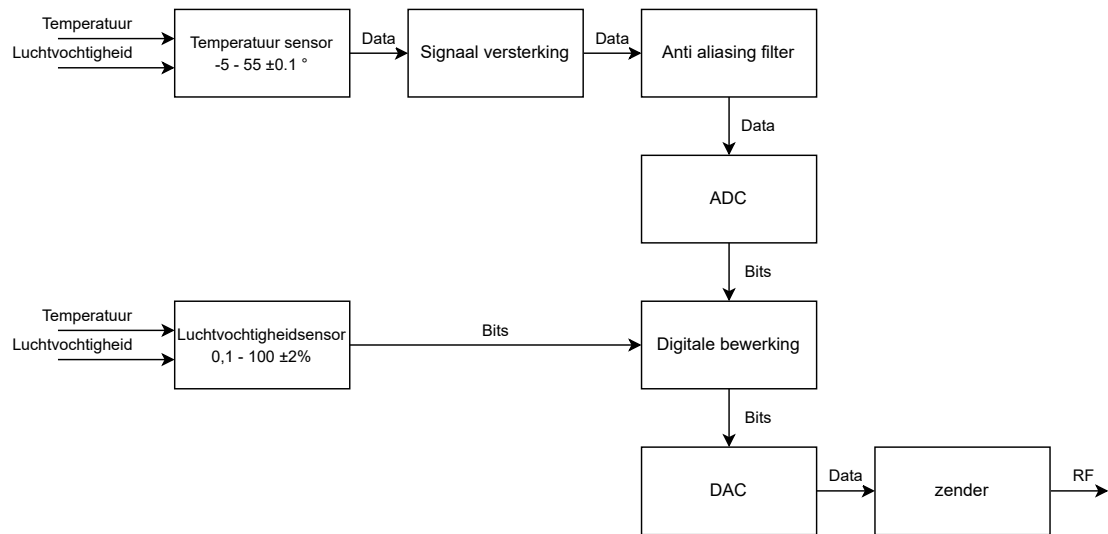 Temperatuur
Luchtvochtigheid
Temperatuur sensor
-5 - 55 ±0.1 °
Data
Signaal versterking
Data
Anti aliasing filter
Data
ADC
Bits
Temperatuur
Luchtvochtigheid
Luchtvochtigheidsensor
0,1 - 100 ±2%
Bits
Digitale bewerking
Bits
DAC
Data
zender
RF